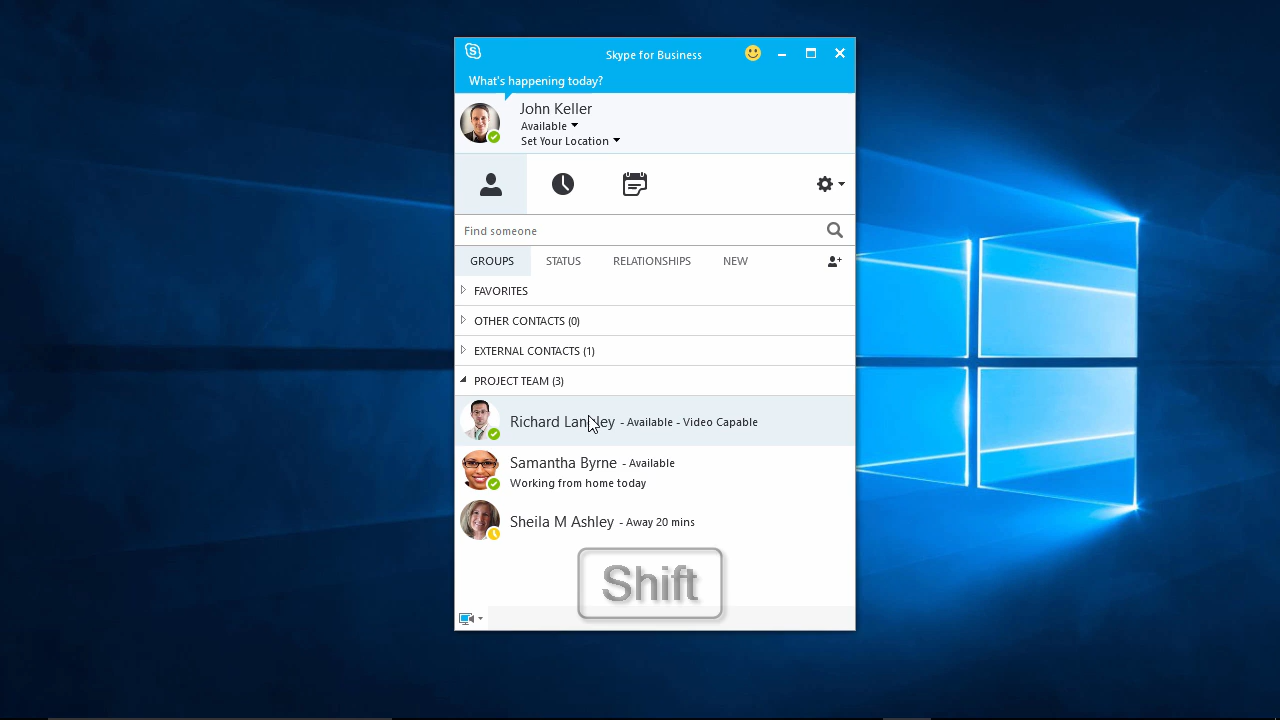 Skype for Business
What's happening today?
John Keller
Available
Set Your Location
Find someone
GROUPS STATUS RELATIONSHIPS NEW
FAVORITES
OTHER CONTACTS (0)
EXTERNAL CONTACTS (1)
PROJECT TEAM (3)
Richard Langley - Available - Video Capable
Samantha Byrne - Available
Working from home today
Sheila M Ashley - Away 20 mins
Shift